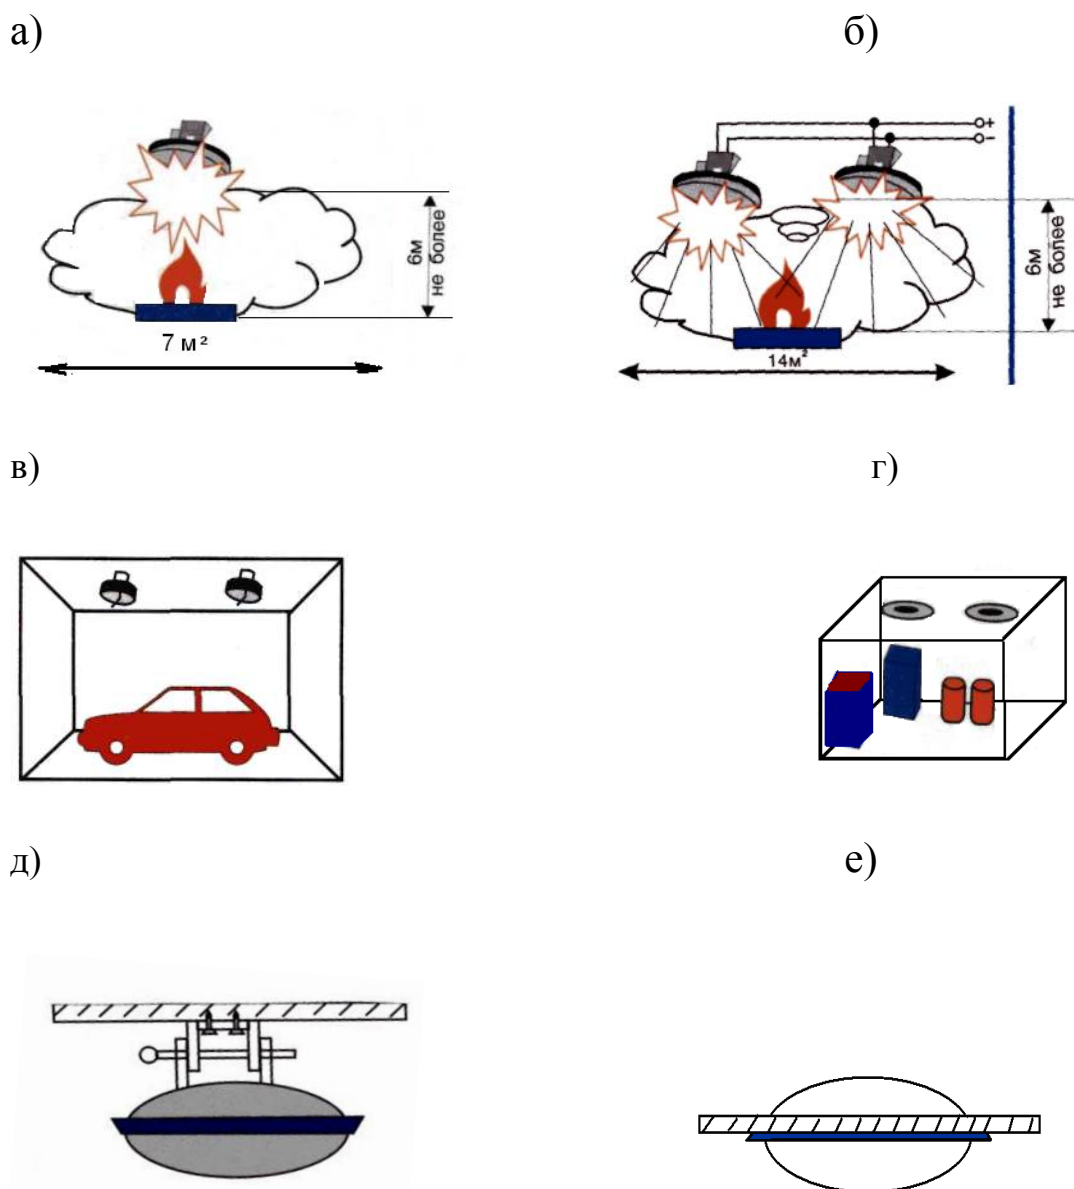 а)
б)
+
-
6м
не более
6м
не более
7 м²
14м²
в)
г)
д)
е)